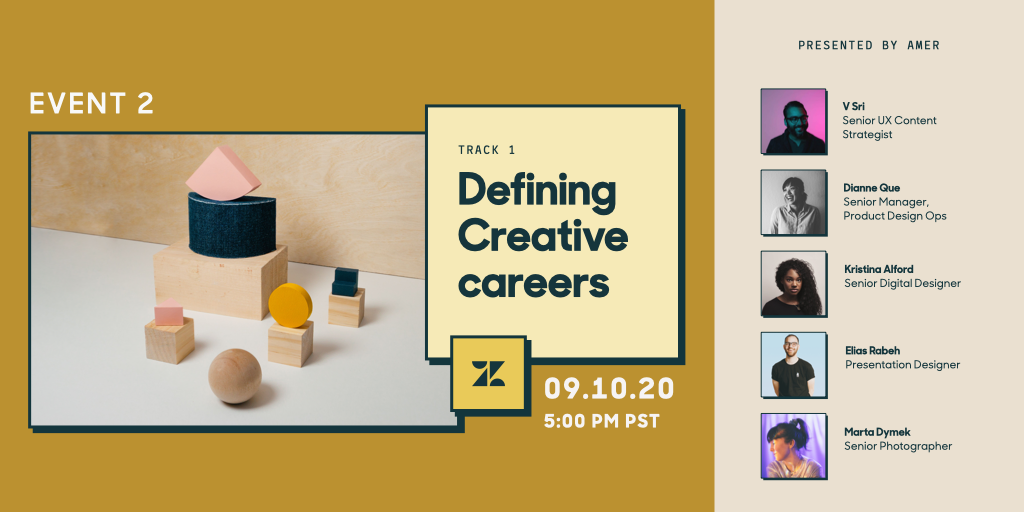 EVENT 2
TRACK 1
Defining
Creative
careers
09.10.20
5:00 PM PST
PRESENTED BY AMER
V Sri
Senior UX Content
Strategist
Dianne Que
Senior Manager,
Product Design Ops
Kristina Alford
Senior Digital Designer
Elias Rabeh
Presentation Designer
Marta Dymek
Senior Photographer